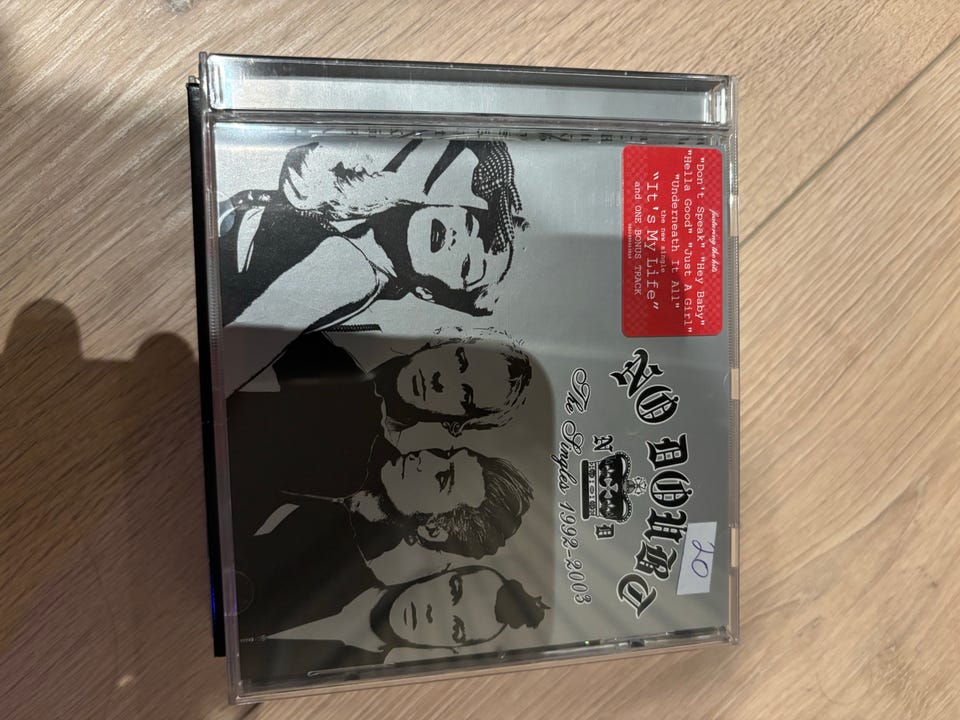 featuring the hits
"Don't Speak" "Hey Baby"
"Hella Good" "Just A Girl"
"Underneath It All"
the new single
"It's My Life"
and ONE BONUS TRACK
NO DOUBT
N D
The Singles 1992-2003
20